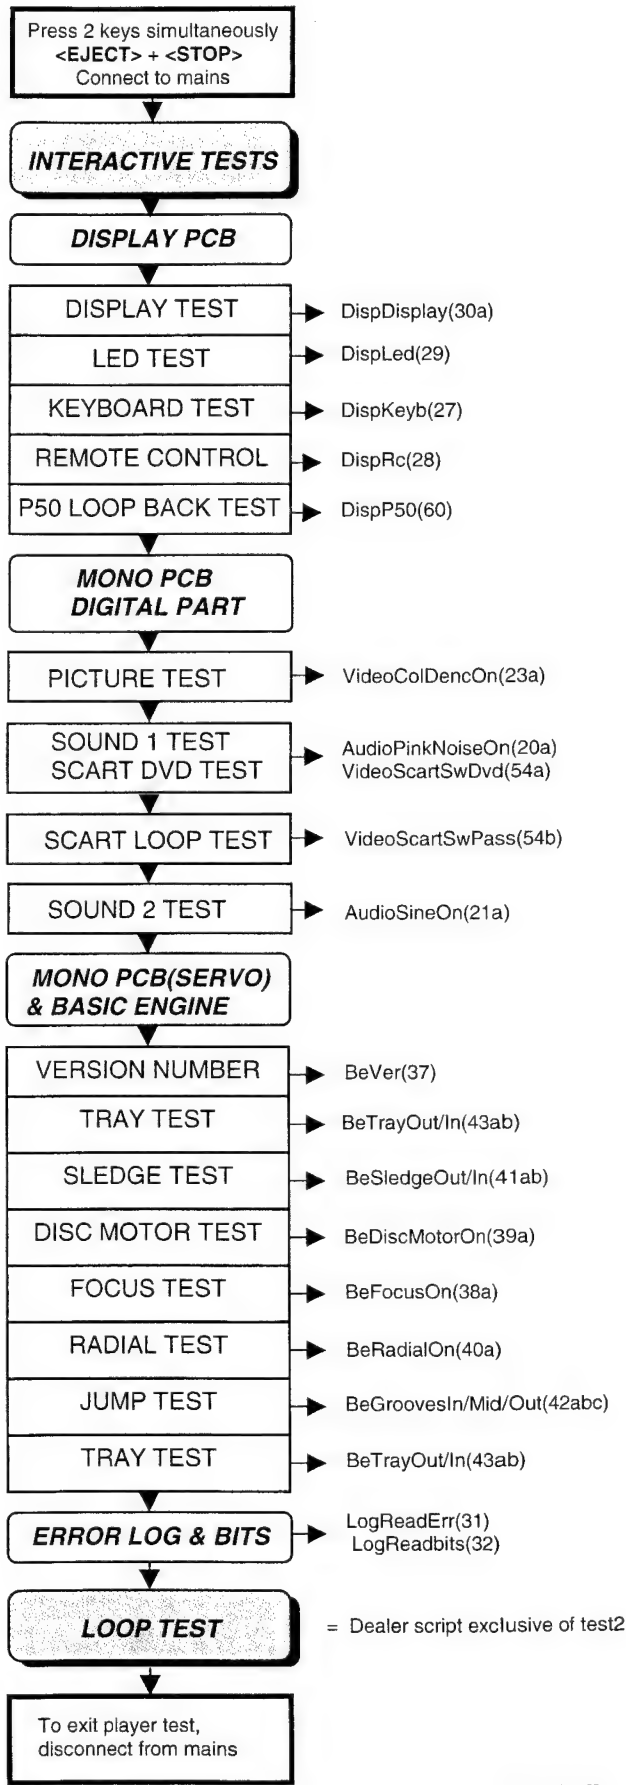 Press 2 keys simultaneously
<EJECT> + <STOP>
Connect to mains
INTERACTIVE TESTS
DISPLAY PCB
DISPLAY TEST
DispDisplay(30a)
LED TEST
DispLed(29)
KEYBOARD TEST
DispKeyb(27)
REMOTE CONTROL
DispRc(28)
P50 LOOP BACK TEST
DispP50(60)
MONO PCB
DIGITAL PART
PICTURE TEST
VideoColDencOn(23a)
SOUND 1 TEST
SCART DVD TEST
AudioPinkNoiseOn(20a)
VideoScartSwDvd(54a)
SCART LOOP TEST
VideoScartSwPass(54b)
SOUND 2 TEST
AudioSineOn(21a)
MONO PCB(SERVO)
& BASIC ENGINE
VERSION NUMBER
BeVer(37)
TRAY TEST
BeTrayOut/In(43ab)
SLEDGE TEST
BeSledgeOut/In(41ab)
DISC MOTOR TEST
BeDiscMotorOn(39a)
FOCUS TEST
BeFocusOn(38a)
RADIAL TEST
BeRadialOn(40a)
JUMP TEST
BeGroovesIn/Mid/Out(42abc)
TRAY TEST
BeTrayOut/In(43ab)
ERROR LOG & BITS
LogReadErr(31)
LogReadbits(32)
LOOP TEST
= Dealer script exclusive of test2
To exit player test,
disconnect from mains